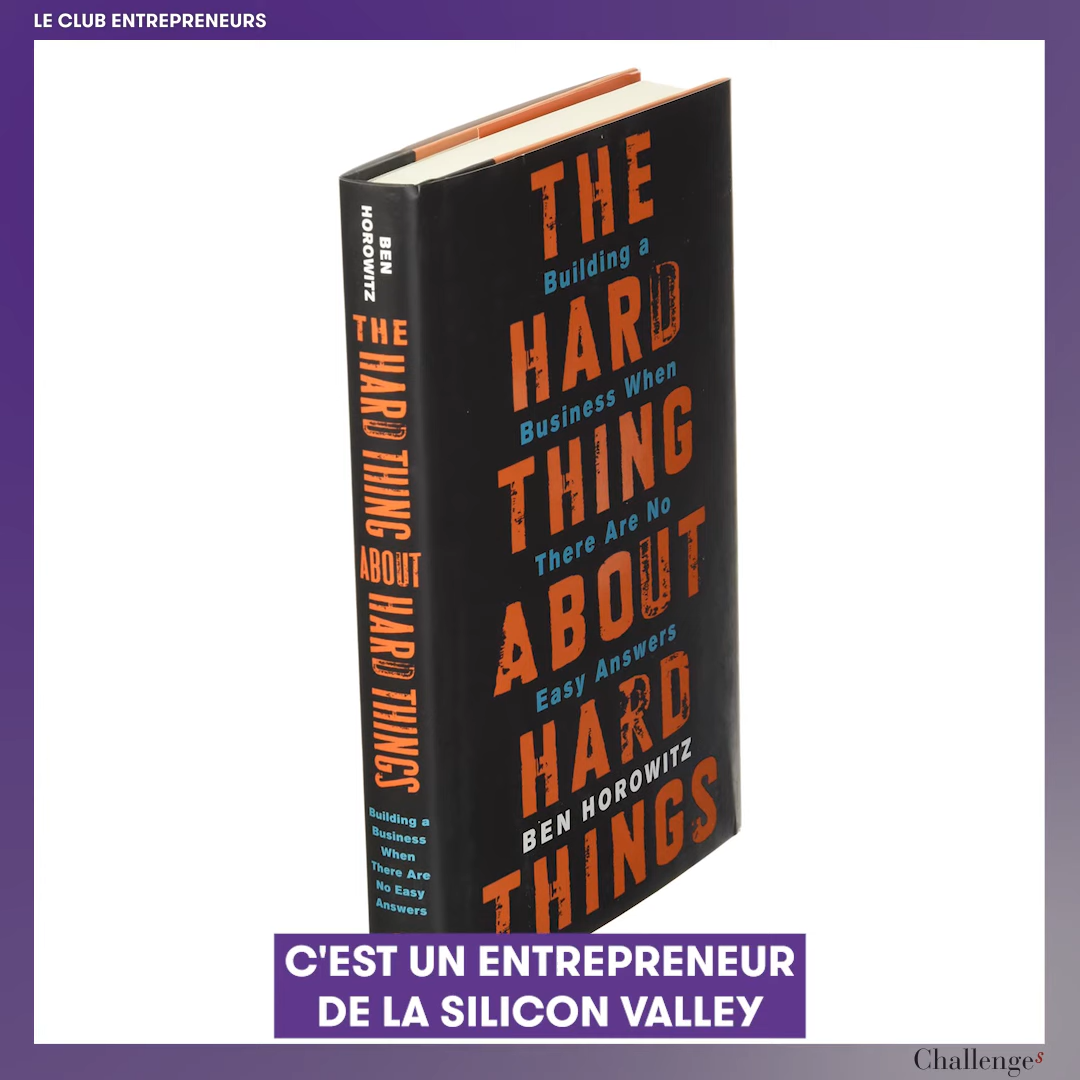 LE CLUB ENTREPRENEURS
BEN
HOROWITZ
THE
HARD THING
ABOUT
HARD THINGS
Building a
Business
When
There Are
No Easy
Answers
THE
Building a
HARD
Business When
THING
There Are No
ABOUT
Easy Answers
HARD
BEN HOROWITZ
THINGS
C'EST UN ENTREPRENEUR
DE LA SILICON VALLEY
Challenges